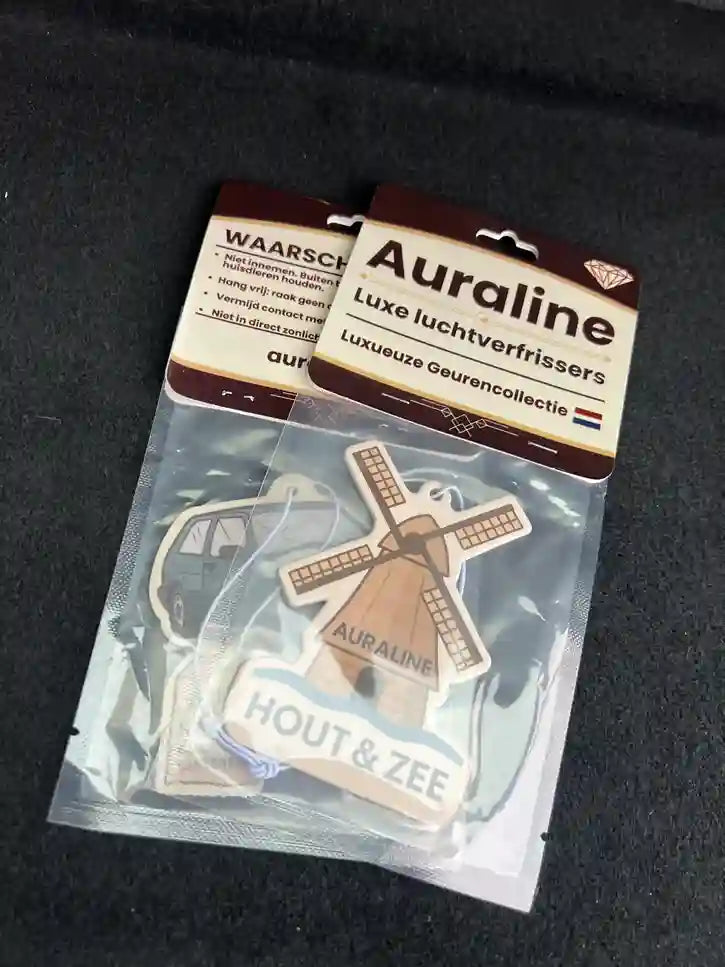 WAARSCH
• Niet innemen. Buiten
huisdieren houden.
• Hang vrij: raak geen
• Vermijd contact me
• Niet in direct zonlich
aur
Auraline
Luxe luchtverfrissers
Luxueuze Geurencollectie
AURALINE
HOUT & ZEE